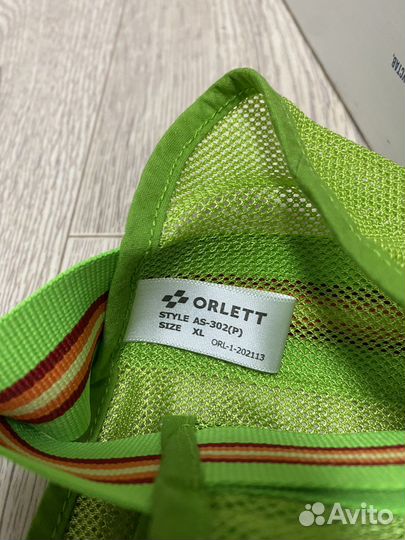 ORLETT
STYLE AS-302(P)
SIZE XL
ORL-1-202113
Avito